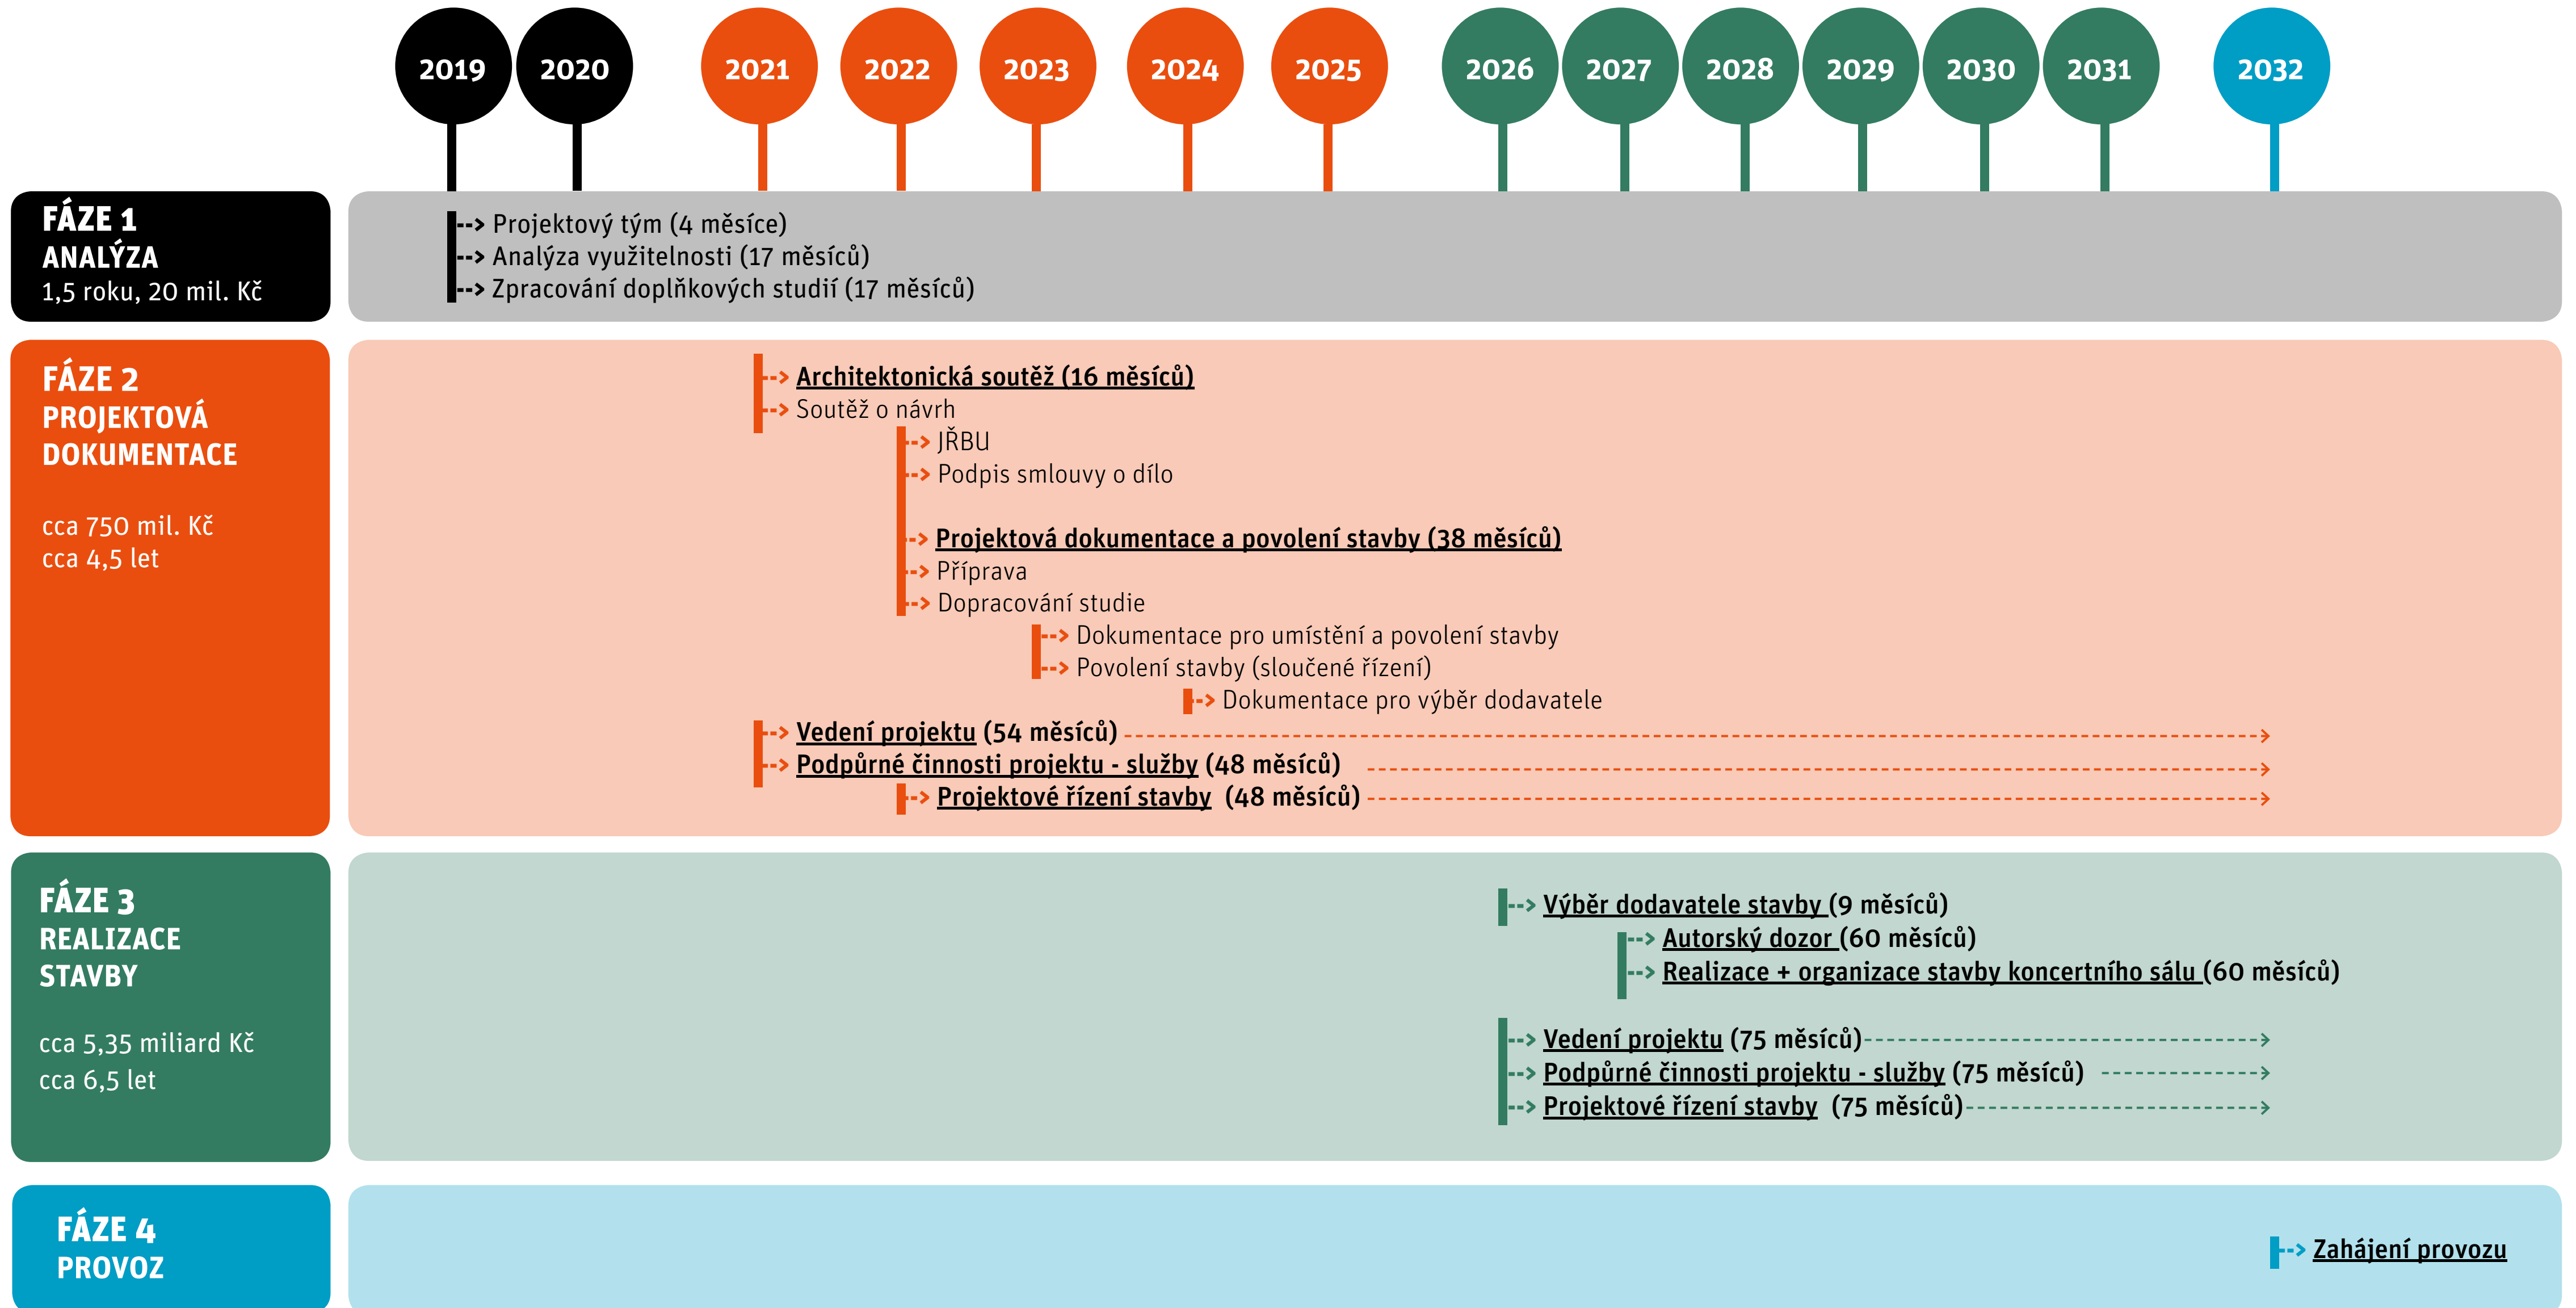 2019 2020 2021 2022 2023 2024 2025 2026 2027 2028 2029 2030 2031 2032
FÁZE 1
ANALÝZA
1,5 roku, 20 mil. Kč
Projektový tým (4 měsíce)
Analýza využitelnosti (17 měsíců)
Zpracování doplňkových studií (17 měsíců)
FÁZE 2
PROJEKTOVÁ
DOKUMENTACE
cca 750 mil. Kč
cca 4,5 let
Architektonická soutěž (16 měsíců)
Soutěž o návrh
JŘBU
Podpis smlouvy o dílo
Projektová dokumentace a povolení stavby (38 měsíců)
Příprava
Dopracování studie
Dokumentace pro umístění a povolení stavby
Povolení stavby (sloučené řízení)
Dokumentace pro výběr dodavatele
Vedení projektu (54 měsíců)
Podpůrné činnosti projektu - služby (48 měsíců)
Projektové řízení stavby (48 měsíců)
FÁZE 3
REALIZACE
STAVBY
cca 5,35 miliard Kč
cca 6,5 let
Výběr dodavatele stavby (9 měsíců)
Autorský dozor (60 měsíců)
Realizace + organizace stavby koncertního sálu (60 měsíců)
Vedení projektu (75 měsíců)
Podpůrné činnosti projektu - služby (75 měsíců)
Projektové řízení stavby (75 měsíců)
FÁZE 4
PROVOZ
Zahájení provozu